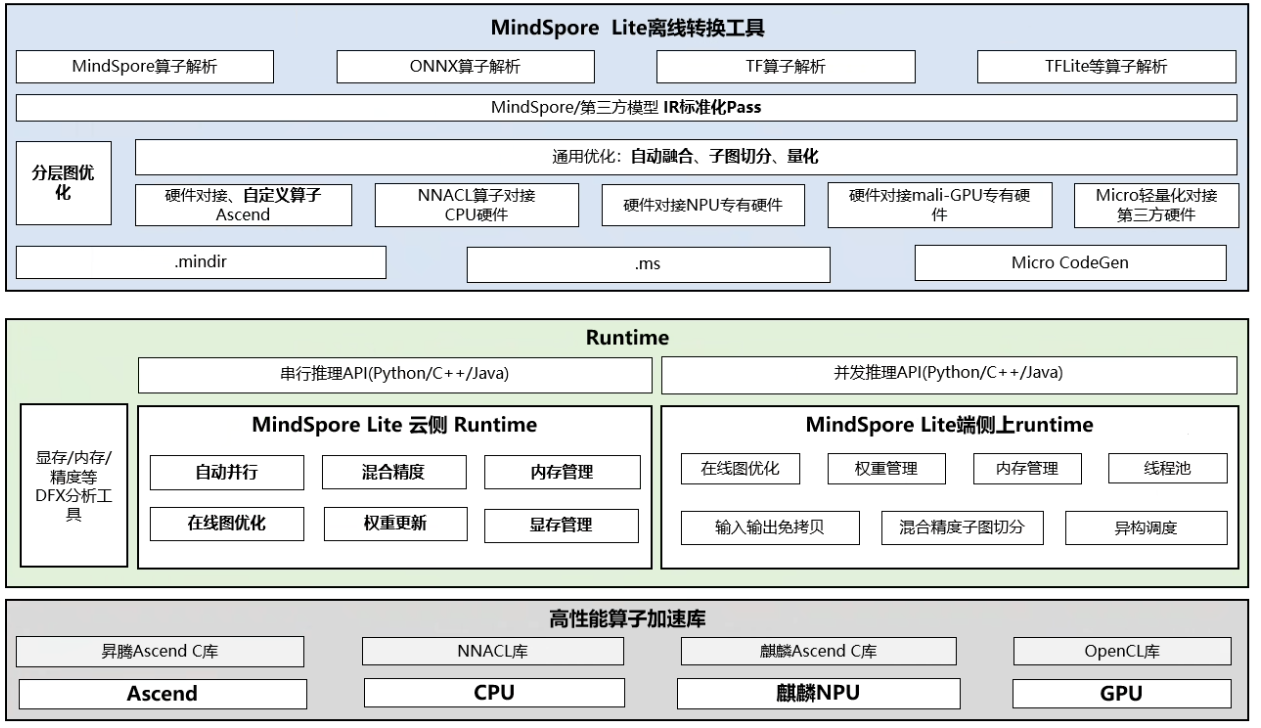 MindSpore Lite离线转换工具
MindSpore算子解析
ONNX算子解析
TF算子解析
TFLite等算子解析
MindSpore/第三方模型 IR标准化Pass
分层图优
化
通用优化：自动融合、子图切分、量化
硬件对接、自定义算子
Ascend
NNACL算子对接
CPU硬件
硬件对接NPU专有硬件
硬件对接mali-GPU专有硬
件
Micro轻量化对接
第三方硬件
.mindir
.ms
Micro CodeGen
Runtime
串行推理API(Python/C++/Java)
并发推理API(Python/C++/Java)
显存/内存/
精度等
DFX分析工
具
MindSpore Lite 云侧 Runtime
自动并行
混合精度
内存管理
在线图优化
权重更新
显存管理
MindSpore Lite端侧上runtime
在线图优化
权重管理
内存管理
线程池
输入输出免拷贝
混合精度子图切分
异构调度
高性能算子加速库
昇腾Ascend C库
NNACL库
麒麟Ascend C库
OpenCL库
Ascend
CPU
麒麟NPU
GPU